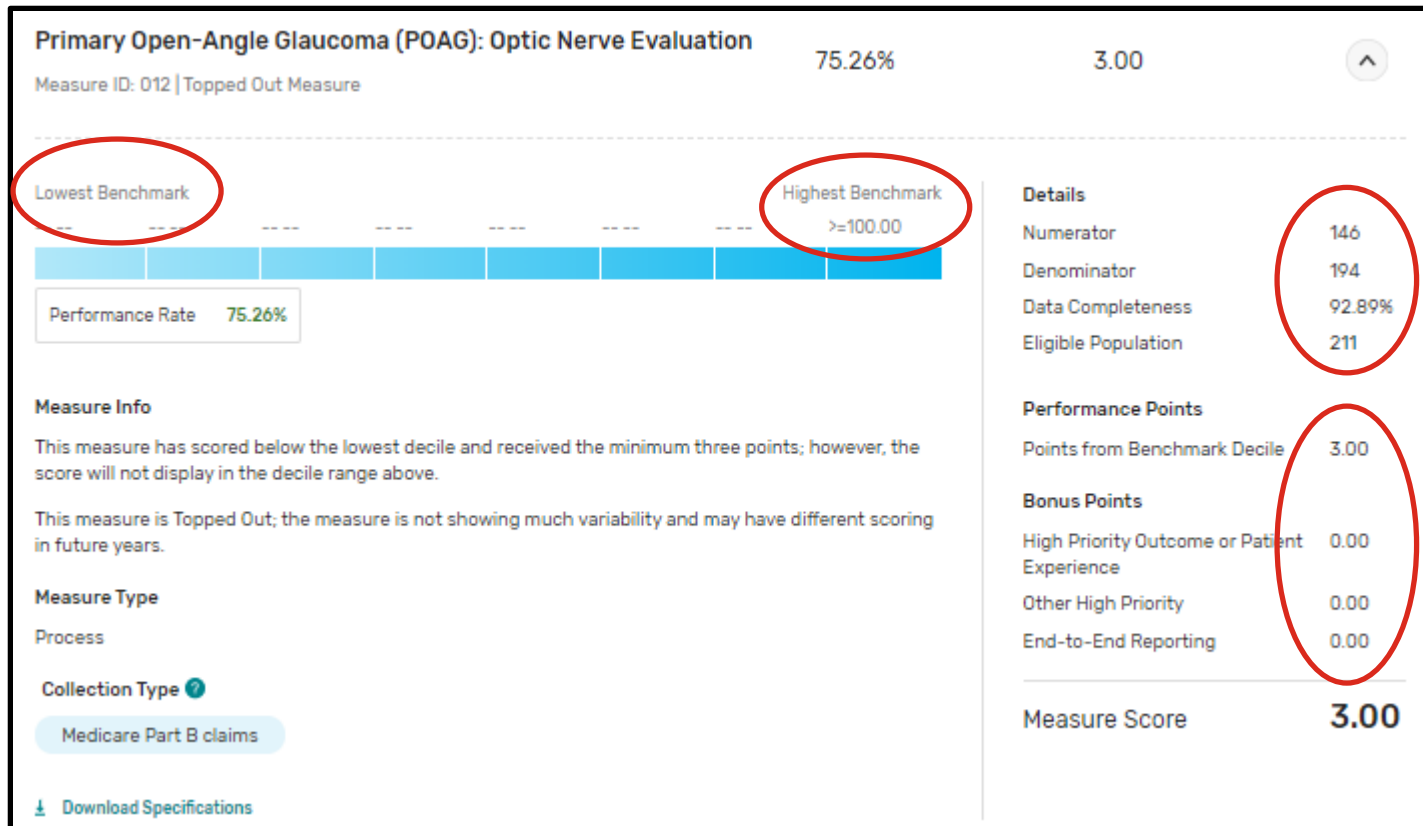 Primary Open-Angle Glaucoma (POAG): Optic Nerve Evaluation
75.26%
3.00
Measure ID: 012 | Topped Out Measure
Lowest Benchmark
Highest Benchmark
-- -- -- -- -- -- -- -- -- -- -- -- -- -- >=100.00
Performance Rate 75.26%
Measure Info
This measure has scored below the lowest decile and received the minimum three points; however, the
score will not display in the decile range above.
This measure is Topped Out; the measure is not showing much variability and may have different scoring
in future years.
Measure Type
Process
Collection Type ?
Medicare Part B claims
Download Specifications
Details
Numerator 146
Denominator 194
Data Completeness 92.89%
Eligible Population 211
Performance Points
Points from Benchmark Decile 3.00
Bonus Points
High Priority Outcome or Patient 0.00
Experience
Other High Priority 0.00
End-to-End Reporting 0.00
Measure Score 3.00